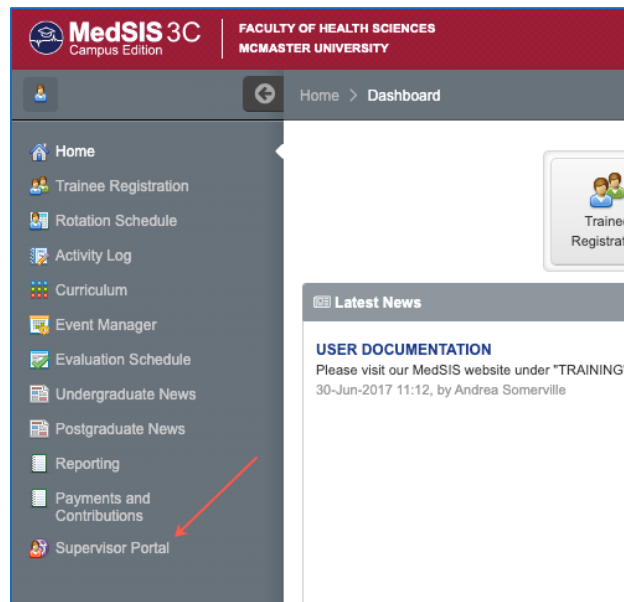 MedSIS 3C
Campus Edition
FACULTY OF HEALTH SCIENCES
MCMASTER UNIVERSITY
Home > Dashboard
Home
Trainee Registration
Rotation Schedule
Activity Log
Curriculum
Event Manager
Evaluation Schedule
Undergraduate News
Postgraduate News
Reporting
Payments and
Contributions
Supervisor Portal
Latest News
USER DOCUMENTATION
Please visit our MedSIS website under "TRAINING"
30-Jun-2017 11:12, by Andrea Somerville